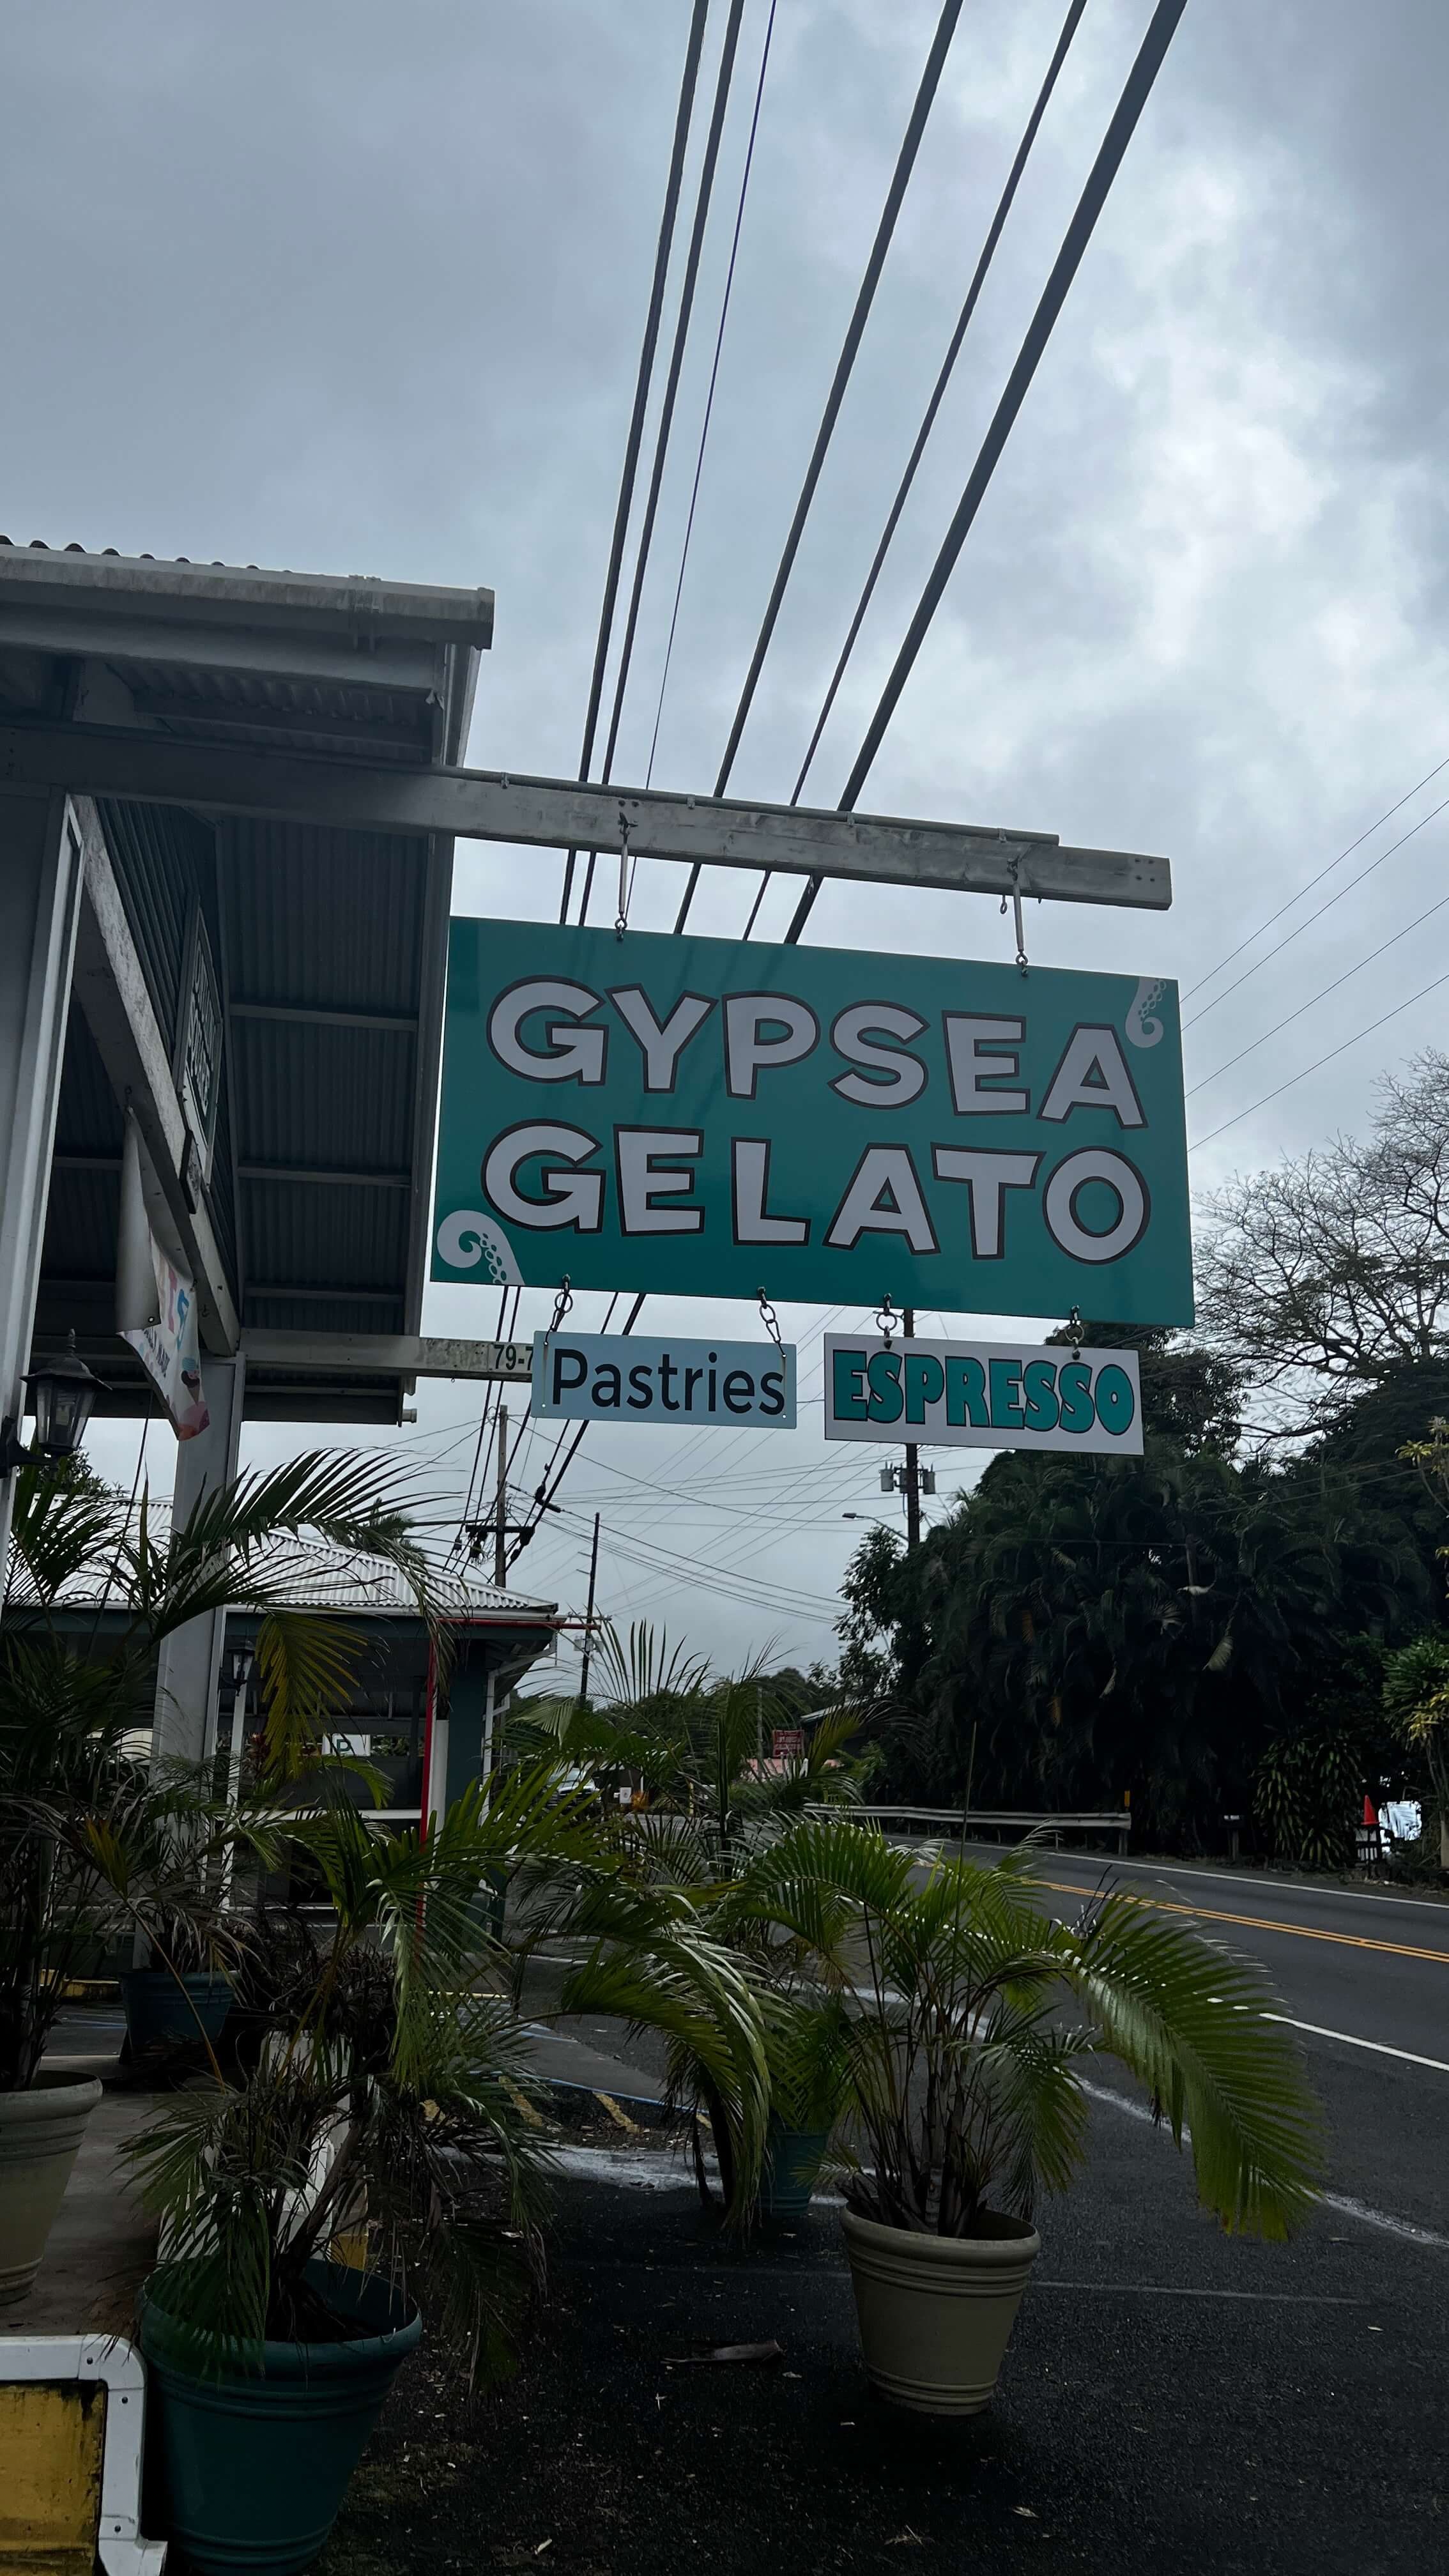 GYPSEA
GELATO
79-7
Pastries
ESPRESSO
P